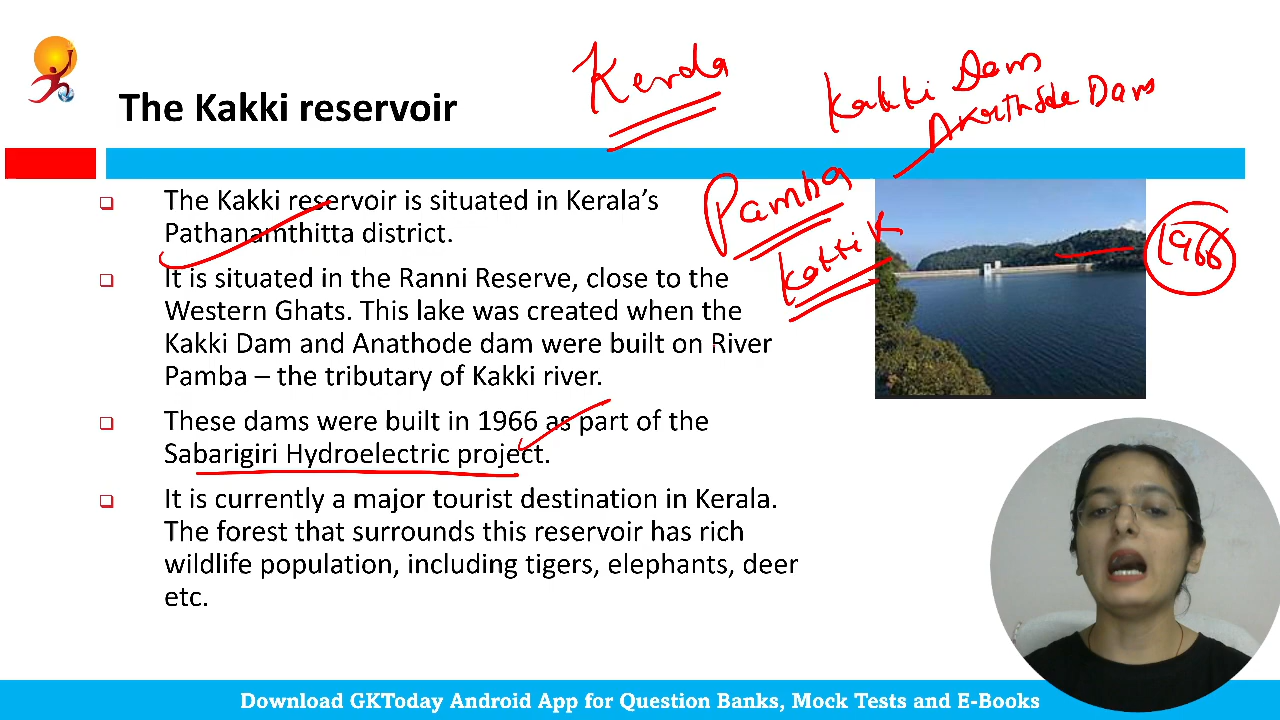 Kerala
Kakki Dam
The Kakki reservoir
Pamba
Kakki R
1966
❑ The Kakki reservoir is situated in Kerala's
Pathanamthitta district.
❑ It is situated in the Ranni Reserve, close to the
Western Ghats. This lake was created when the
Kakki Dam and Anathode dam were built on River
Pamba – the tributary of Kakki river.
❑ These dams were built in 1966 as part of the
Sabarigiri Hydroelectric project.
❑ It is currently a major tourist destination in Kerala.
The forest that surrounds this reservoir has rich
wildlife population, including tigers, elephants, deer
etc.
Download GKToday Android App for Question Banks, Mock Tests and E-Books